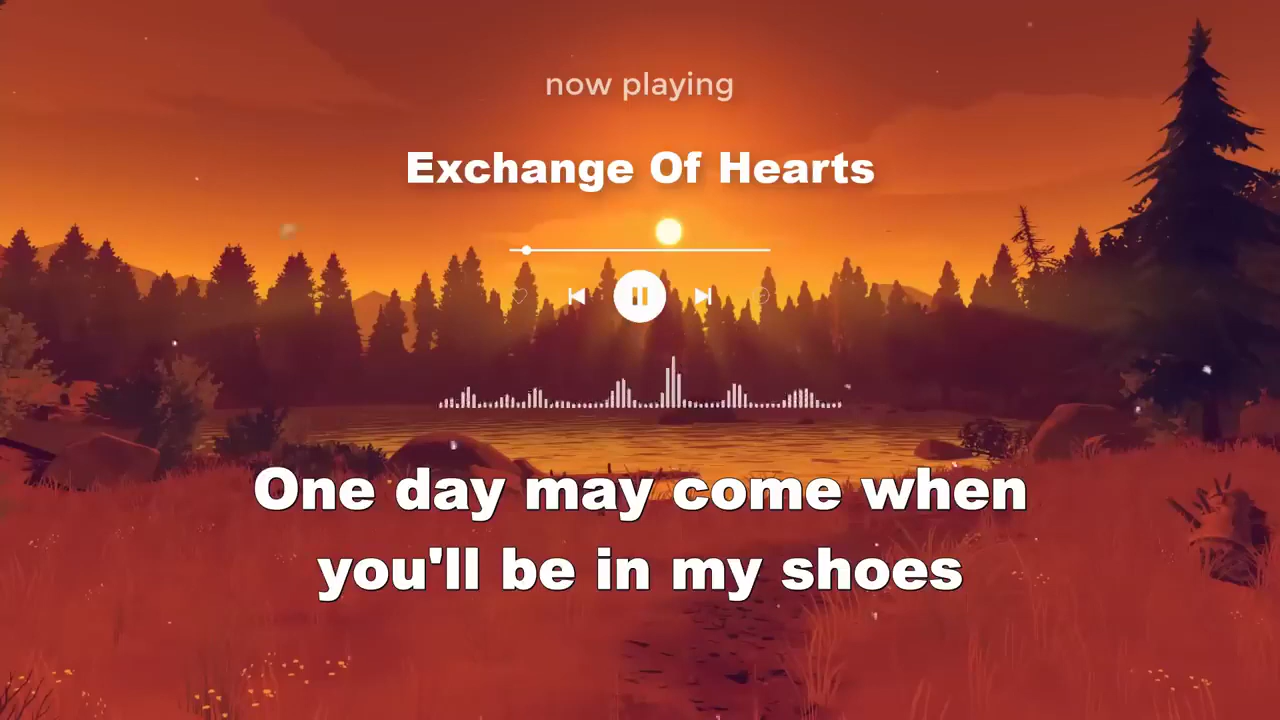 now playing
Exchange Of Hearts
One day may come when
you'll be in my shoes